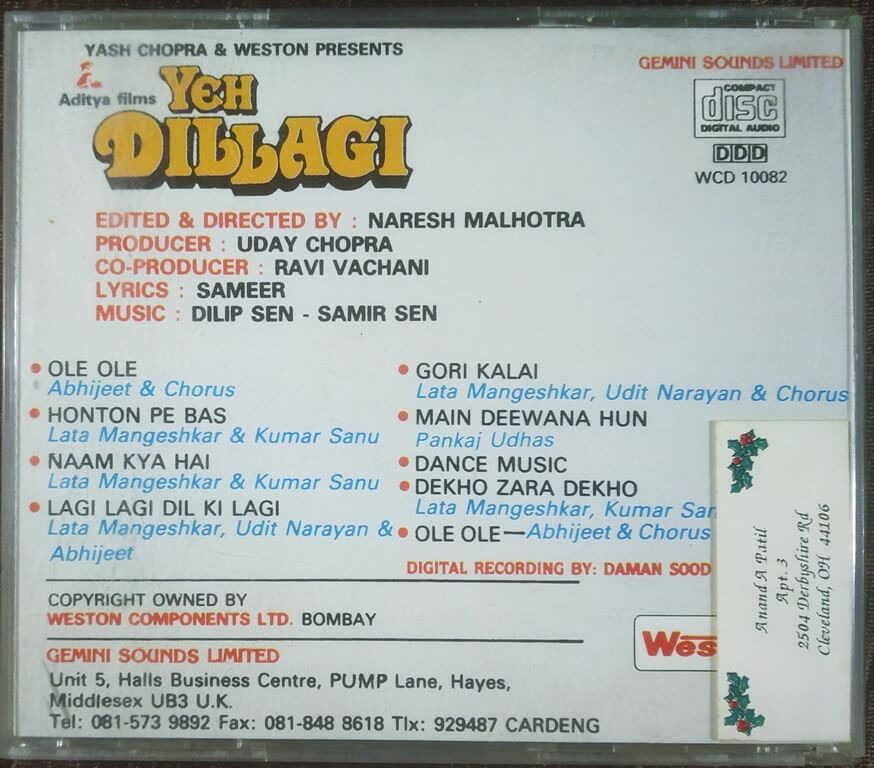 YASH CHOPRA & WESTON PRESENTS
Aditya films
YEH
DILLAGI
GEMINI SOUNDS LIMITED
COMPACT
disc
DIGITAL AUDIO
DDD
WCD 10082
EDITED & DIRECTED BY : NARESH MALHOTRA
PRODUCER : UDAY CHOPRA
CO-PRODUCER : RAVI VACHANI
LYRICS : SAMEER
MUSIC : DILIP SEN - SAMIR SEN
• OLE OLE
Abhijeet & Chorus
• HONTON PE BAS
Lata Mangeshkar & Kumar Sanu
• NAAM KYA HAI
Lata Mangeshkar & Kumar Sanu
• LAGI LAGI DIL KI LAGI
Lata Mangeshkar, Udit Narayan &
Abhijeet
• GORI KALAI
Lata Mangeshkar, Udit Narayan & Chorus
• MAIN DEEWANA HUN
Pankaj Udhas
• DANCE MUSIC
• DEKHO ZARA DEKHO
Lata Mangeshkar, Kumar
• OLE OLE — Abhijeet & Chorus
DIGITAL RECORDING BY: DAMAN SOOD
COPYRIGHT OWNED BY
WESTON COMPONENTS LTD. BOMBAY
GEMINI SOUNDS LIMITED
Unit 5, Halls Business Centre, PUMP Lane, Hayes,
Middlesex UB3 U.K.
Tel: 081-573 9892 Fax: 081-848 8618 Tlx: 929487 CARDENG
Anand A Patil
Apt. 3
2504 Derbyshire Rd
Cleveland, OH 44106